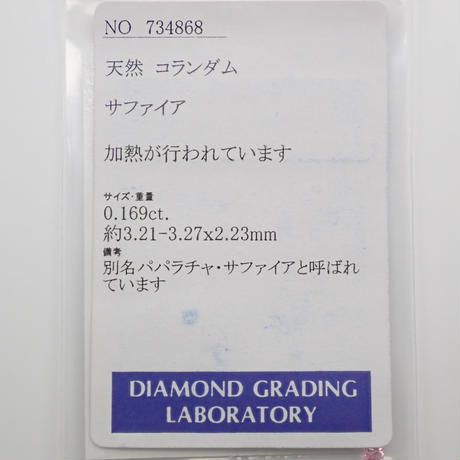 NO 734868
天然 コランダム
サファイア
加熱が行われています
サイズ・重量
0.169ct.
約3.21-3.27x2.23mm
備考
別名パパラチャ・サファイアと呼ばれ
ています
DIAMOND GRADING
LABORATORY